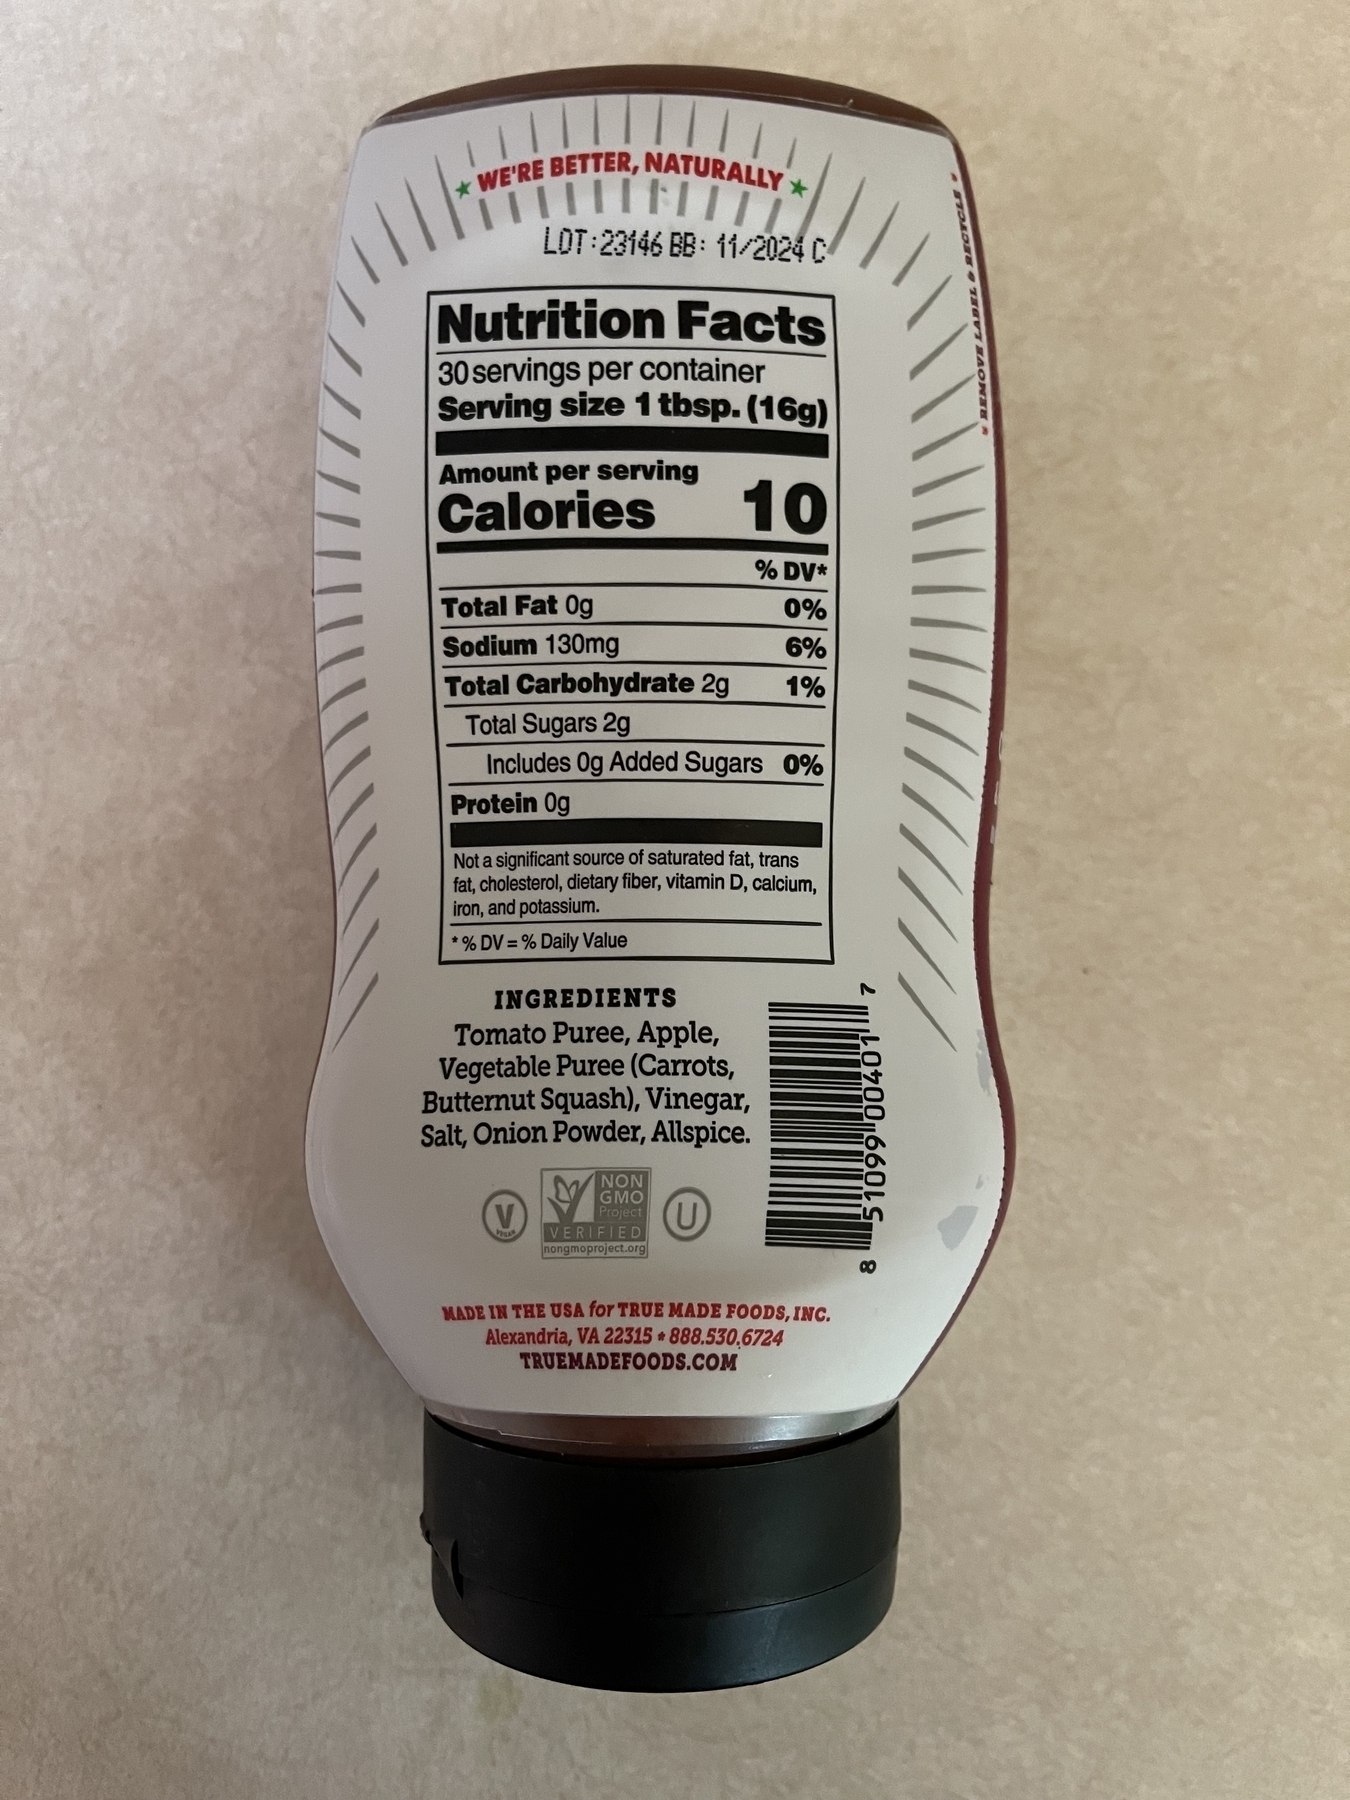 WE'RE BETTER, NATURALLY
LOT:23146 BB: 11/2024 C
* REMOVE LABEL & RECYCLE *
Nutrition Facts
30 servings per container
Serving size 1 tbsp. (16g)
Amount per serving
Calories 10
% DV*
Total Fat 0g 0%
Sodium 130mg 6%
Total Carbohydrate 2g 1%
Total Sugars 2g
Includes 0g Added Sugars 0%
Protein 0g
Not a significant source of saturated fat, trans
fat, cholesterol, dietary fiber, vitamin D, calcium,
iron, and potassium.
* % DV = % Daily Value
INGREDIENTS
Tomato Puree, Apple,
Vegetable Puree (Carrots,
Butternut Squash), Vinegar,
Salt, Onion Powder, Allspice.
8 51099 00401 7
V
VEGAN
NON
GMO
Project
VERIFIED
nongmoproject.org
U
MADE IN THE USA for TRUE MADE FOODS, INC.
Alexandria, VA 22315 * 888.530.6724
TRUEMADEFOODS.COM